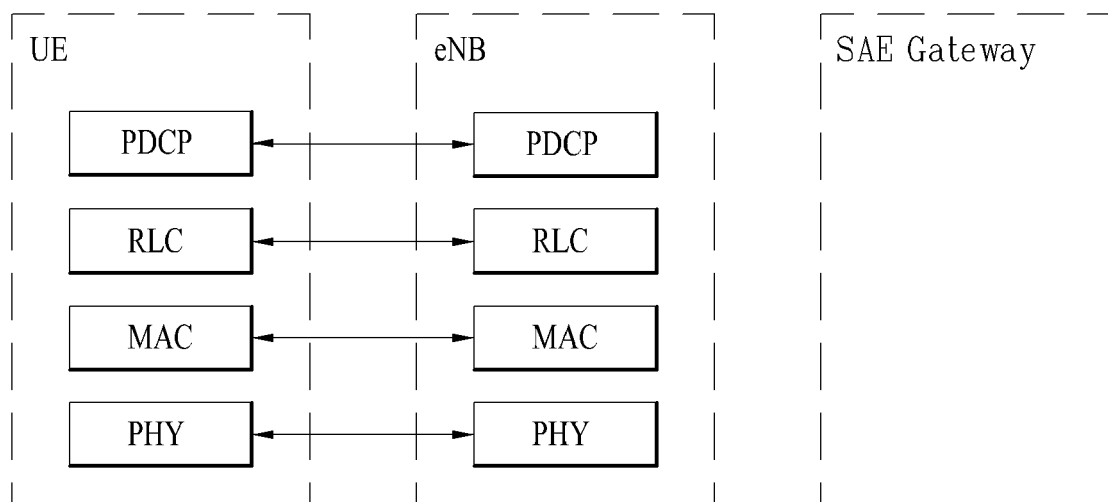 UE
eNB
SAE Gateway
PDCP
PDCP
RLC
RLC
MAC
MAC
PHY
PHY